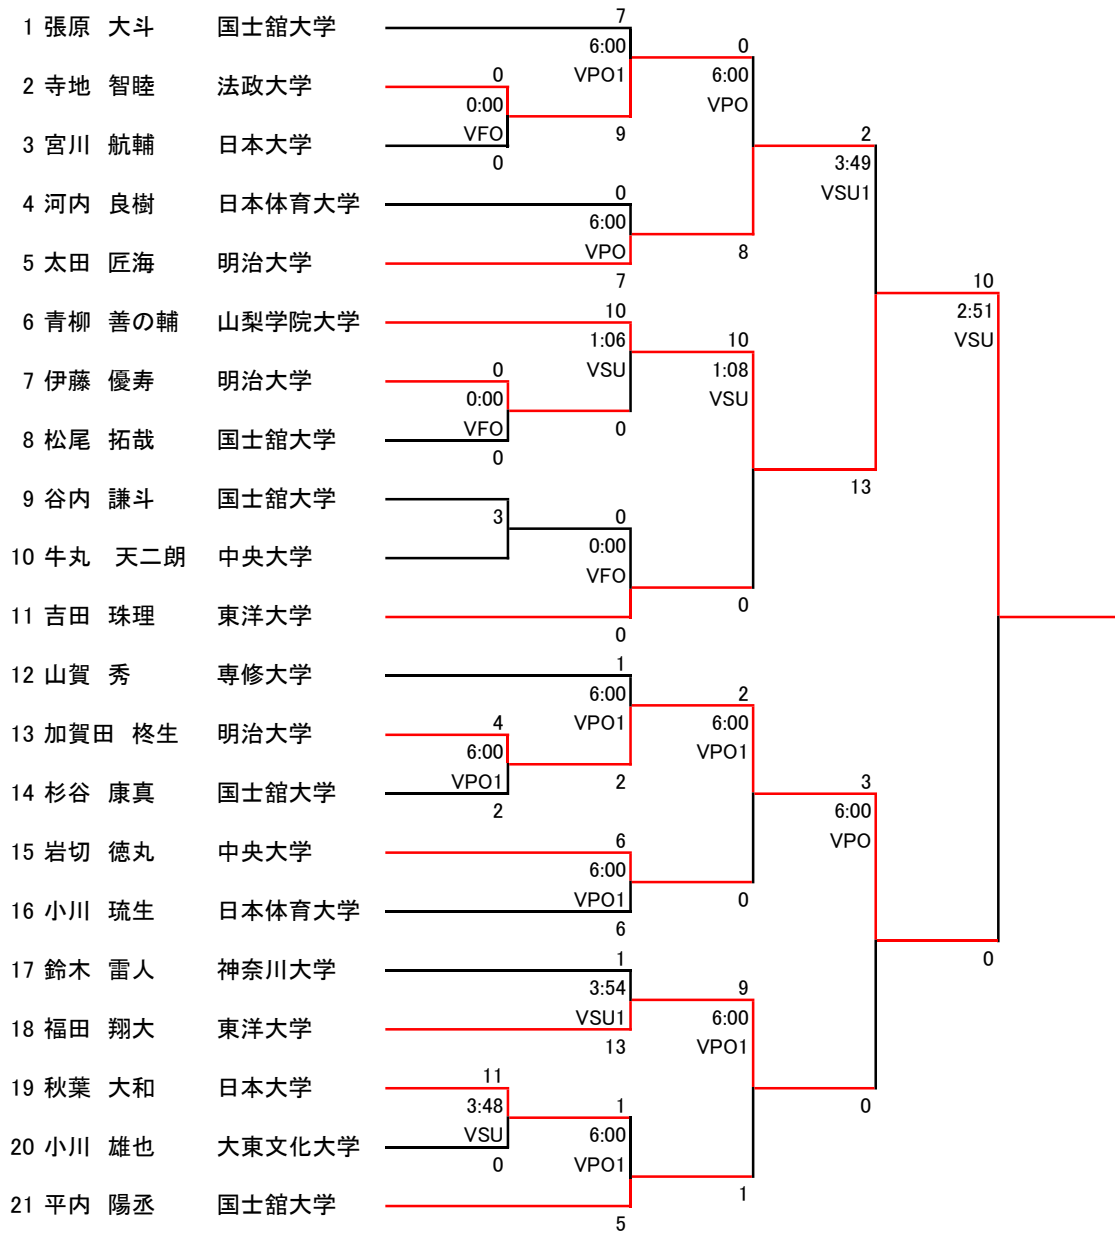 7
1 張原 大斗 国士舘大学
6:00 0
VPO1 6:00
0
2 寺地 智睦 法政大学
0:00 VPO
VFO 9 2
3 宮川 航輔 日本大学
0 3:49
0 VSU1
4 河内 良樹 日本体育大学
6:00
VPO 8
5 太田 匠海 明治大学
7 10
10 2:51
6 青柳 善の輔 山梨学院大学
1:06 10 VSU
0 VSU 1:08
7 伊藤 優寿 明治大学
0:00 VSU
VFO 0
8 松尾 拓哉 国士舘大学
0
13
9 谷内 謙斗 国士舘大学
3 0
0:00
10 牛丸 天二朗 中央大学
VFO
0
11 吉田 珠理 東洋大学
0
1
12 山賀 秀 専修大学
6:00 2
4 VPO1 6:00
13 加賀田 柊生 明治大学
6:00 VPO1
VPO1 2 3
14 杉谷 康真 国士舘大学
2 6:00
6 VPO
15 岩切 徳丸 中央大学
6:00
VPO1 0
16 小川 琉生 日本体育大学
6
1 0
17 鈴木 雷人 神奈川大学
3:54 9
VSU1 6:00
18 福田 翔大 東洋大学
13 VPO1
11
19 秋葉 大和 日本大学
3:48 1 0
VSU 6:00
20 小川 雄也 大東文化大学
0 VPO1
1
21 平内 陽丞 国士舘大学
5